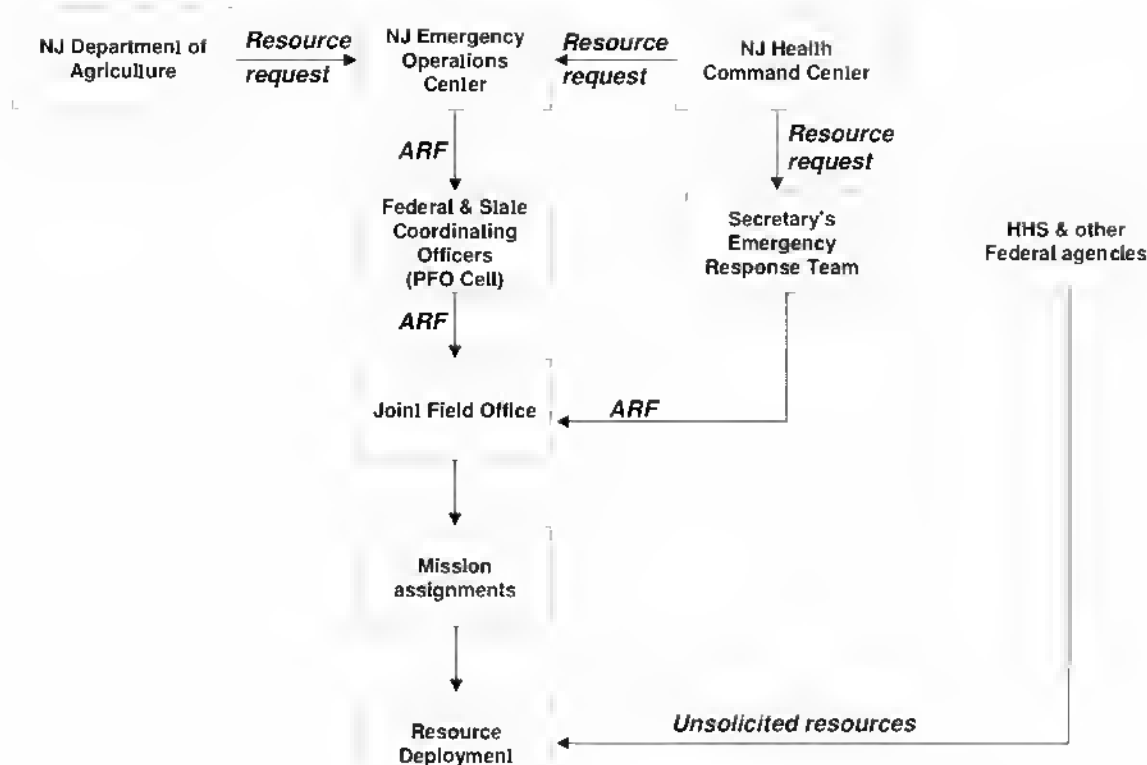 NJ Department of
Agriculture
Resource
request
NJ Emergency
Operations
Center
Resource
request
NJ Health
Command Center
ARF
Resource
request
Federal & State
Coordinating
Officers
(PFO Cell)
Secretary's
Emergency
Response Team
HHS & other
Federal agencies
ARF
Joint Field Office
ARF
Mission
assignments
Unsolicited resources
Resource
Deployment